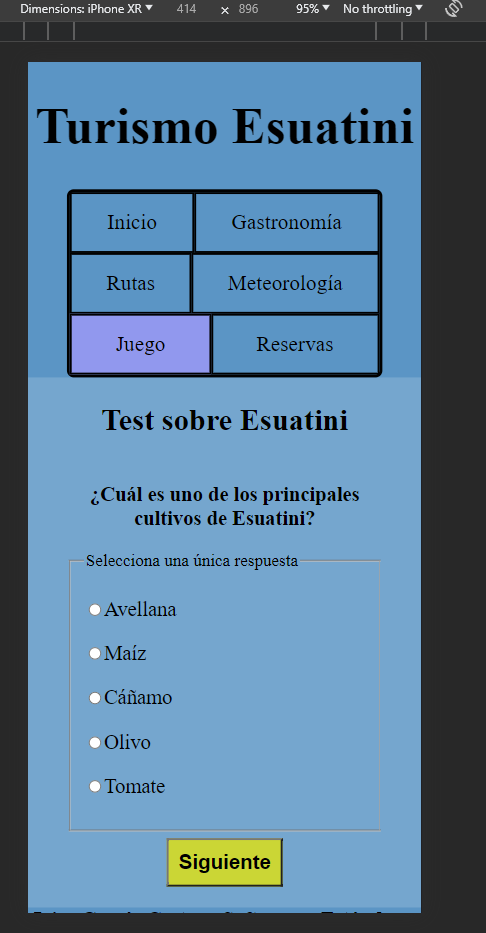 Dimensions: iPhone XR 414 × 896 95% No throttling
Turismo Esuatini
Inicio Gastronomía
Rutas Meteorología
Juego Reservas
Test sobre Esuatini
¿Cuál es uno de los principales
cultivos de Esuatini?
Selecciona una única respuesta
Avellana
Maíz
Cáñamo
Olivo
Tomate
Siguiente